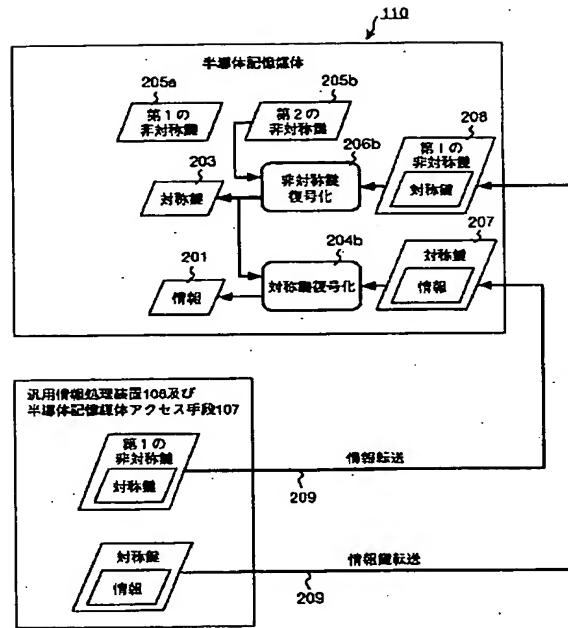 110
半導体記憶媒体
205a
第1の
非対称鍵
205b
第2の
非対称鍵
208
第1の
非対称鍵
対称鍵
206b
非対称鍵
復号化
203
対称鍵
207
対称鍵
情報
204b
対称鍵復号化
201
情報
汎用情報処理装置106及び
半導体記憶媒体アクセス手段107
第1の
非対称鍵
対称鍵
情報転送
209
対称鍵
情報
情報鍵転送
209